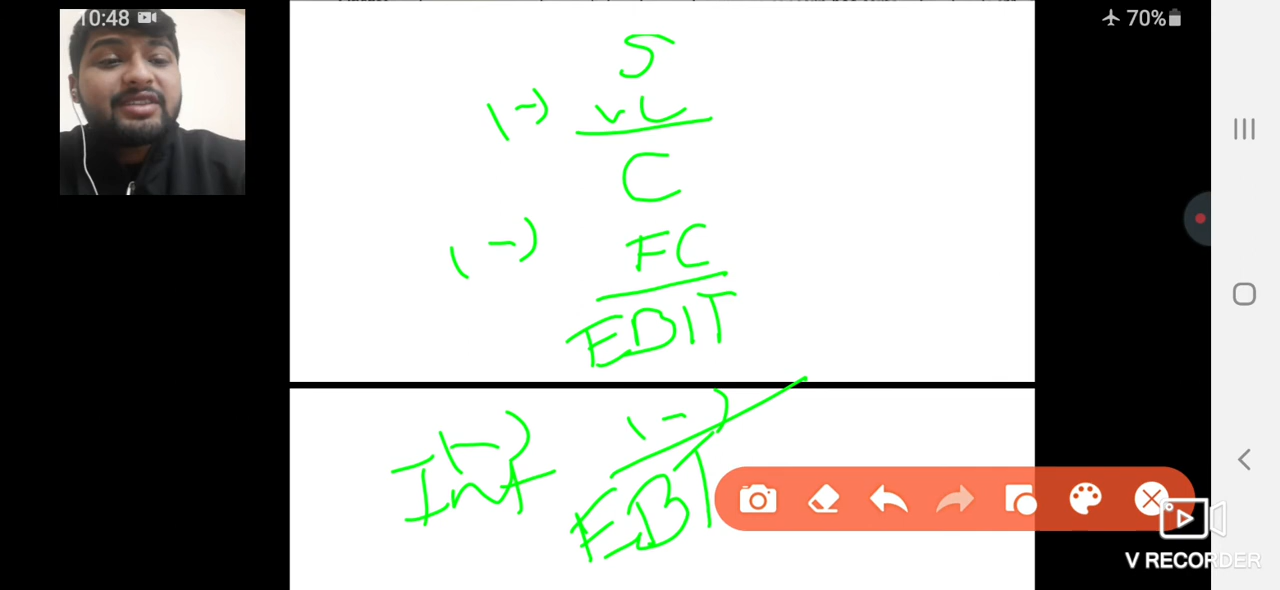 10:48
70%
S
(-) VC
C
(-) FC
EBIT
(-) (-)
Int
EBT
V RECORDER